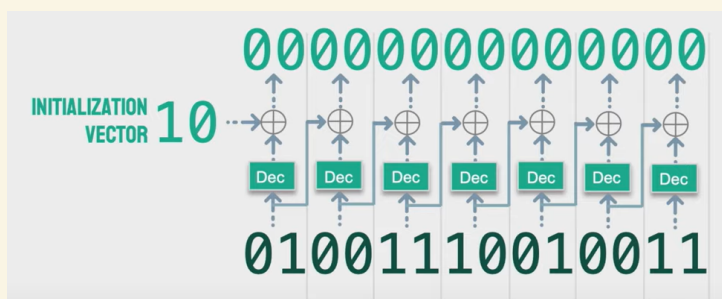 00000000000000
INITIALIZATION
VECTOR 10
Dec Dec Dec Dec Dec Dec Dec
01001110010011